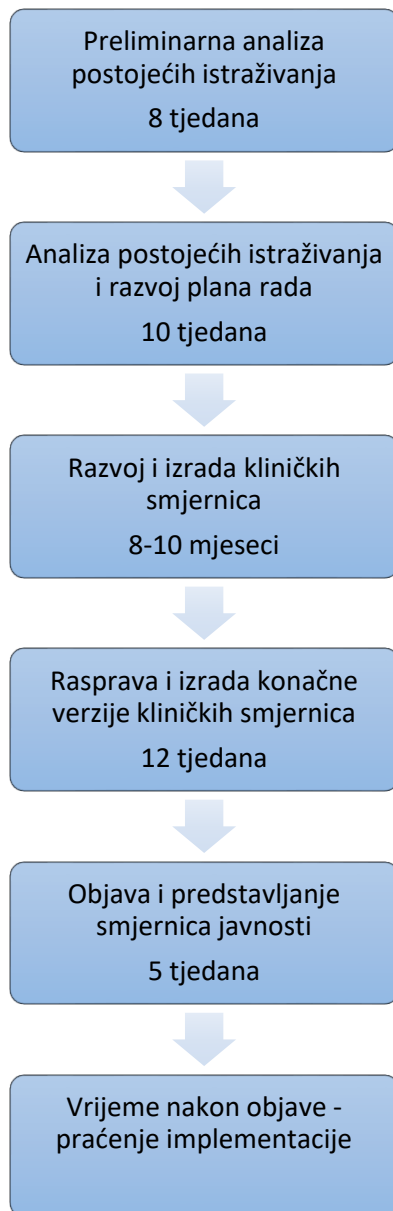 Preliminarna analiza
postojećih istraživanja
8 tjedana
Analiza postojećih istraživanja
i razvoj plana rada
10 tjedana
Razvoj i izrada kliničkih
smjernica
8-10 mjeseci
Rasprava i izrada konačne
verzije kliničkih smjernica
12 tjedana
Objava i predstavljanje
smjernica javnosti
5 tjedana
Vrijeme nakon objave -
praćenje implementacije